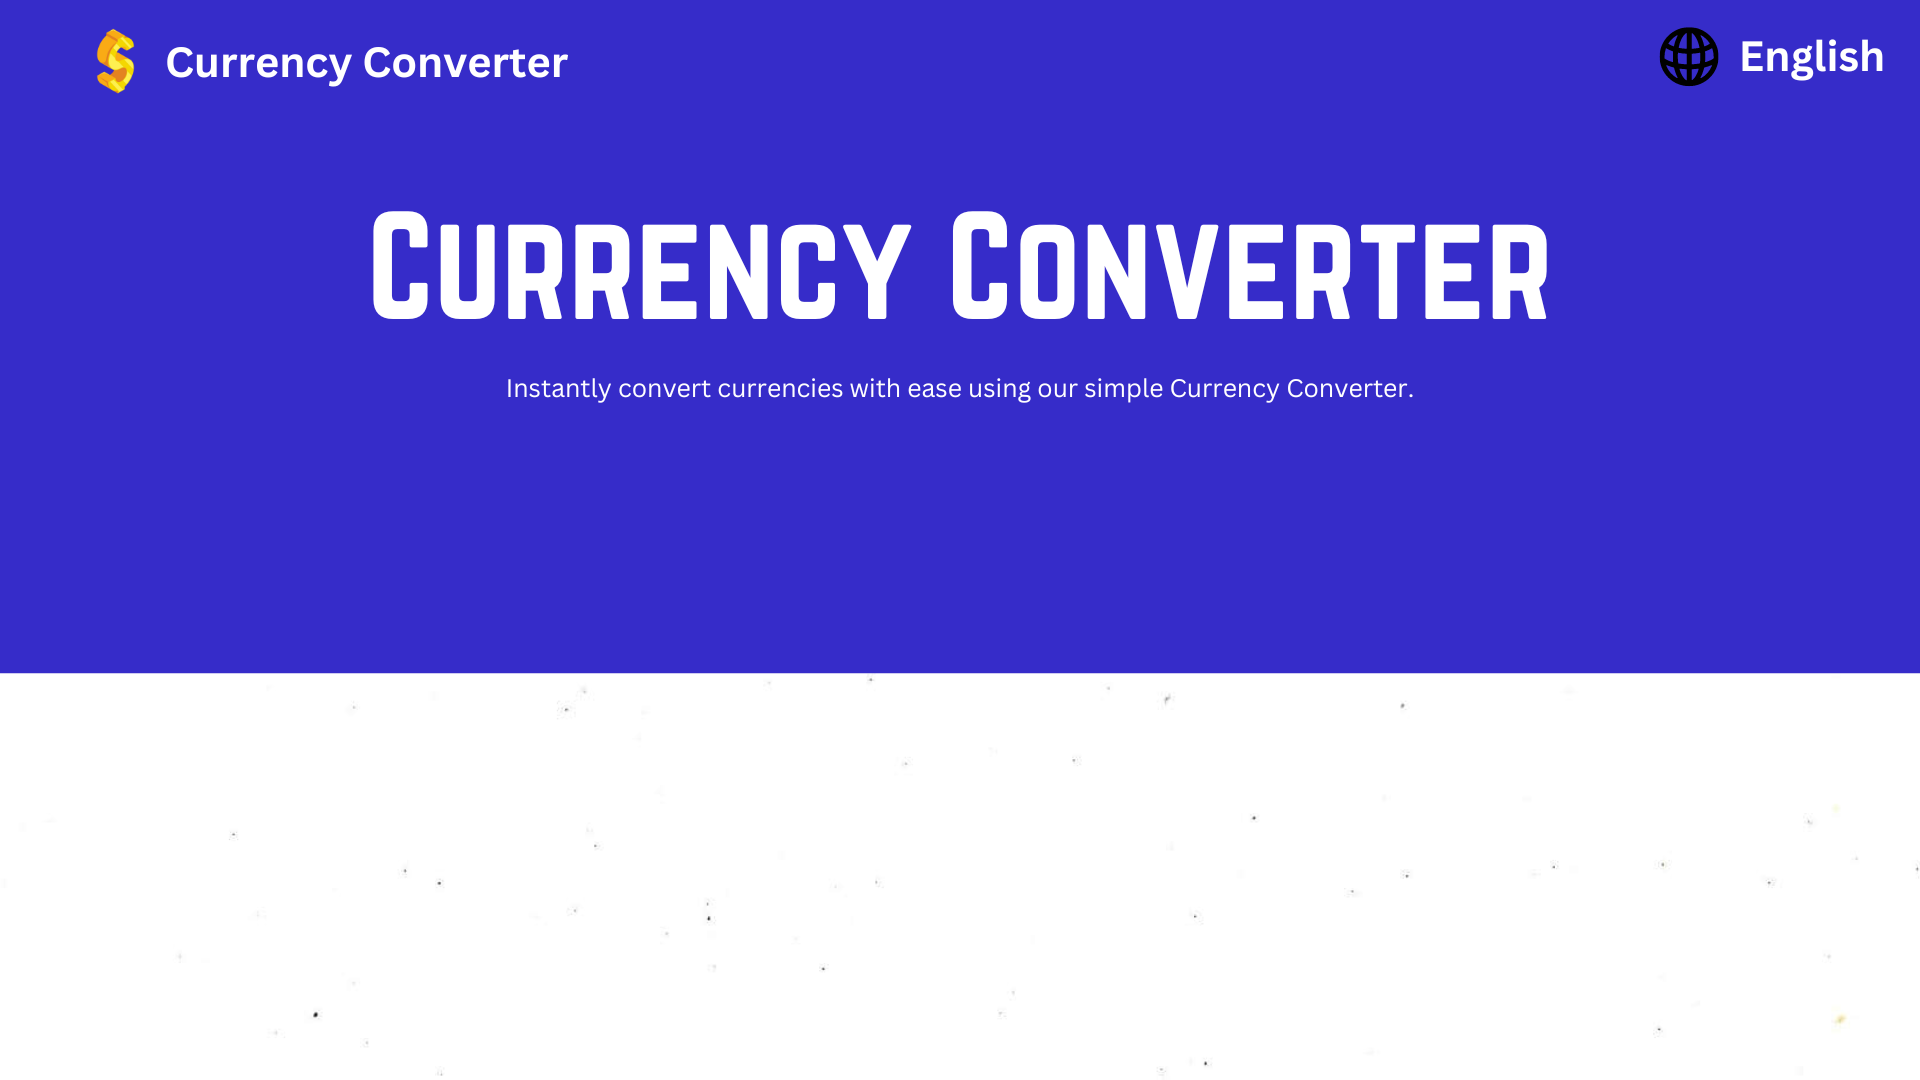 Currency Converter
English
Currency Converter
Instantly convert currencies with ease using our simple Currency Converter.